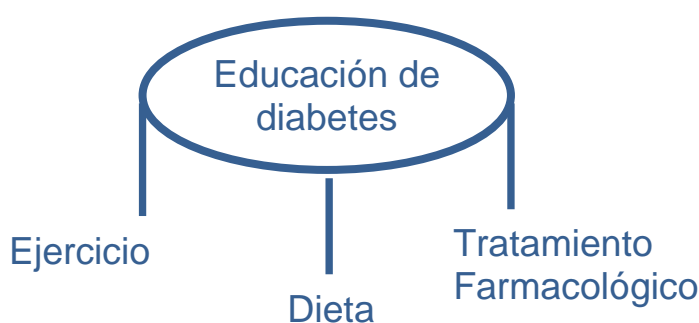 Educación de
diabetes
Ejercicio
Dieta
Tratamiento
Farmacológico